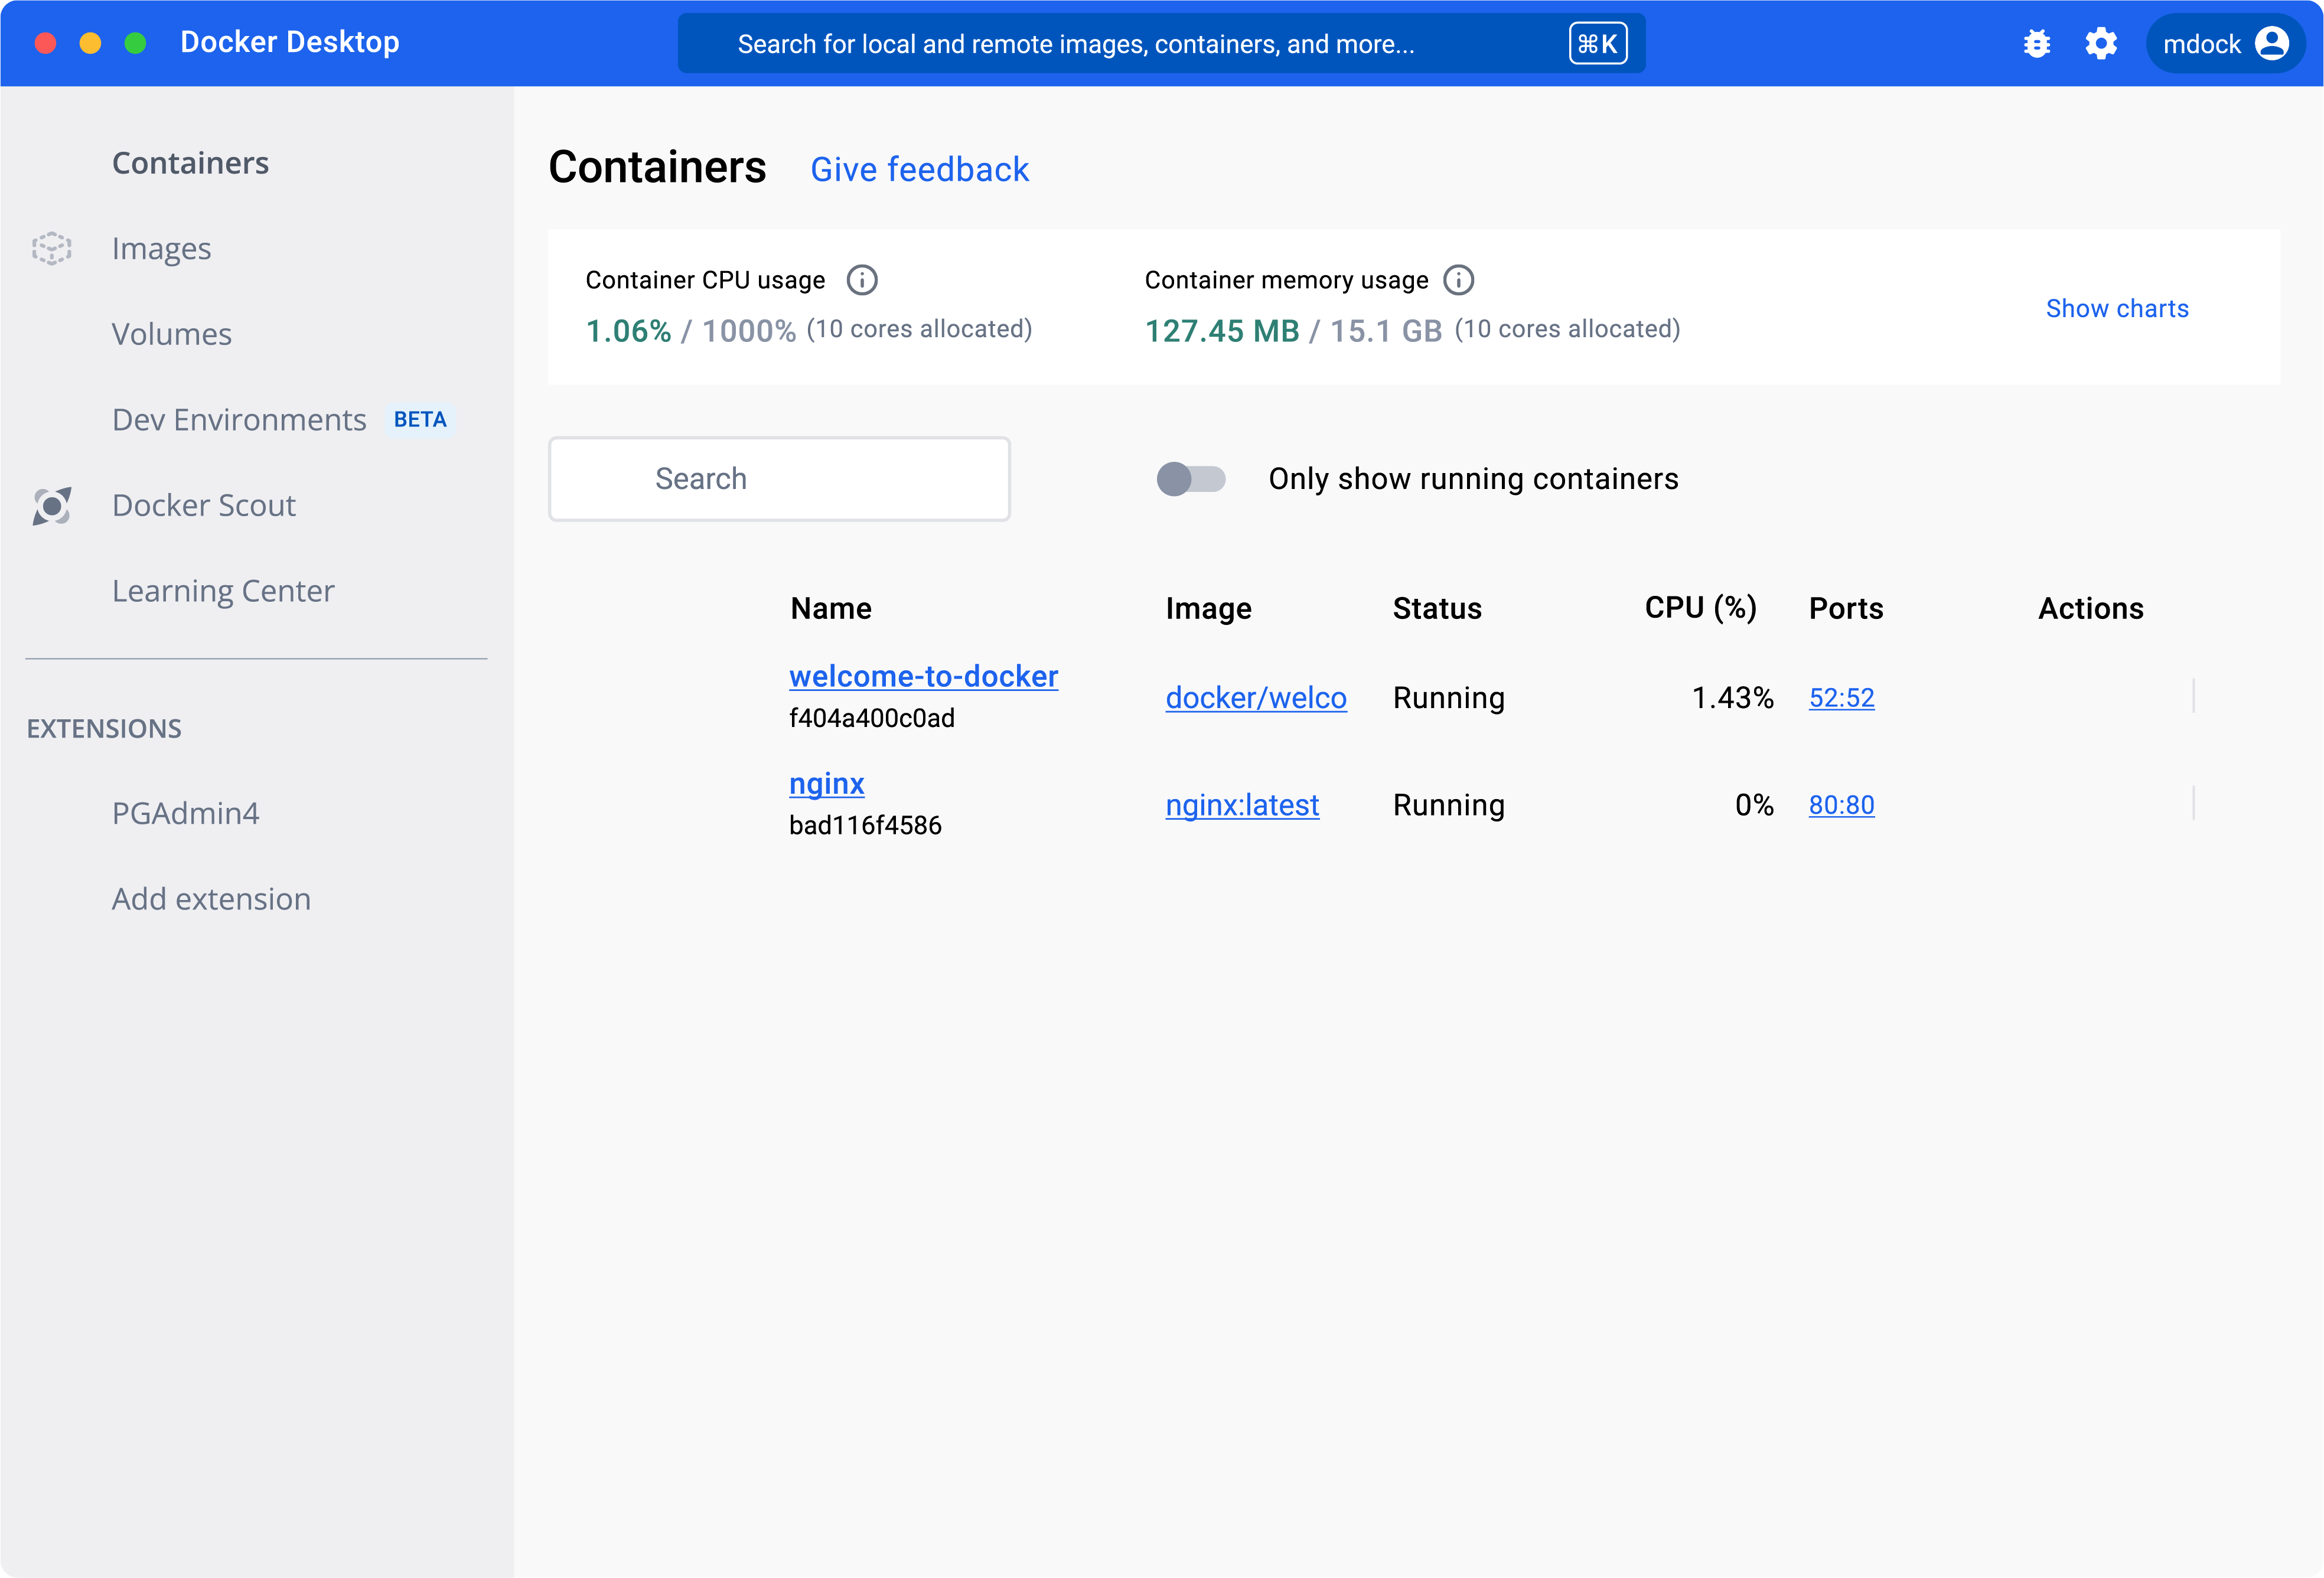 Docker Desktop
Search for local and remote images, containers, and more...
⌘K
mdock
Containers
Images
Volumes
Dev Environments BETA
Docker Scout
Learning Center
EXTENSIONS
PGAdmin4
Add extension
Containers Give feedback
Container CPU usage
1.06% / 1000% (10 cores allocated)
Container memory usage
127.45 MB / 15.1 GB (10 cores allocated)
Show charts
Search
Only show running containers
Name Image Status CPU (%) Ports Actions
welcome-to-docker
f404a400c0ad
docker/welco Running 1.43% 52:52
nginx
bad116f4586
nginx:latest Running 0% 80:80